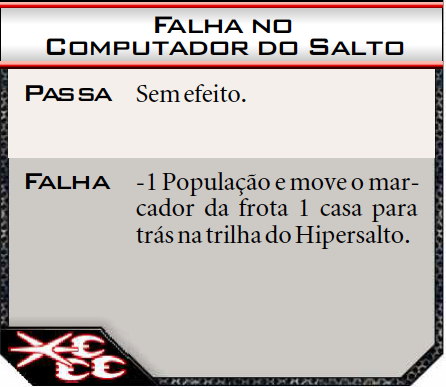 Falha no
Computador do Salto
Passa Sem efeito.
Falha -1 População e move o mar-
cador da frota 1 casa para
trás na trilha do Hipersalto.